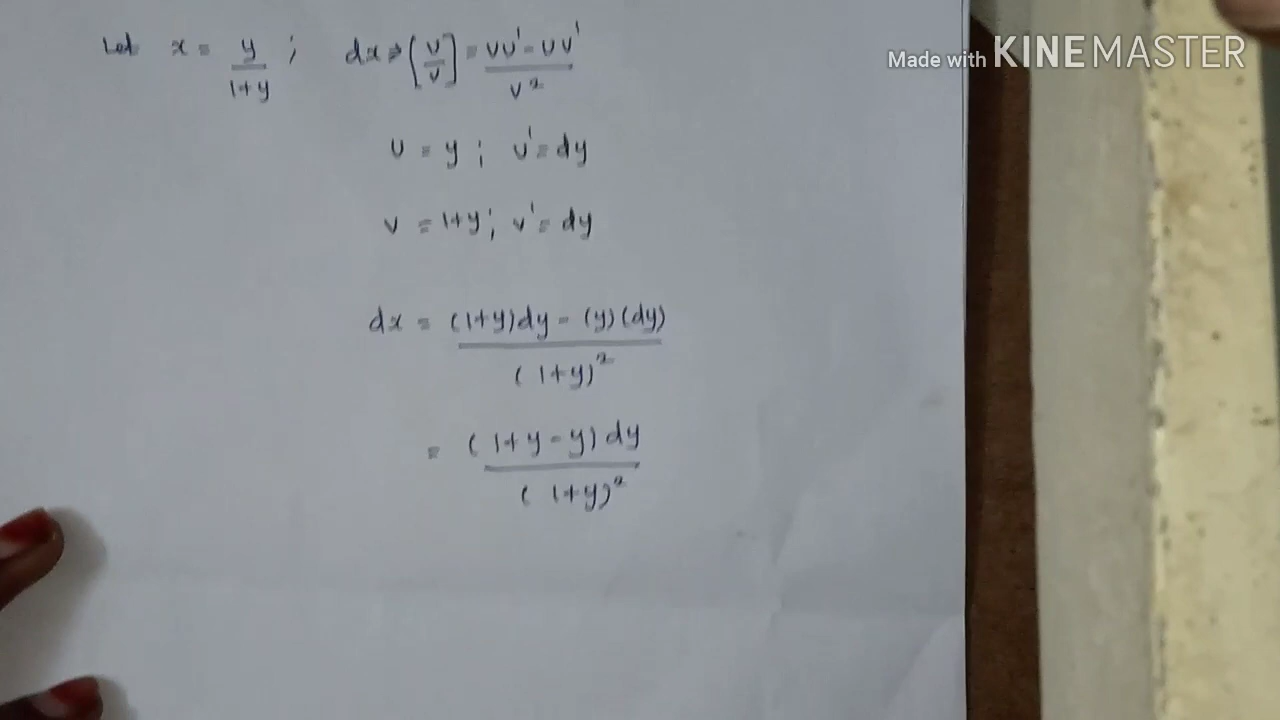 Let x = y/1+y ; dx ⇒ [u/v] = vu' - uv'/v²
Made with KINEMASTER
u = y ; u' = dy
v = 1+y ; v' = dy
dx = (1+y)dy - (y)(dy)/(1+y)²
= (1+y-y) dy/(1+y)²